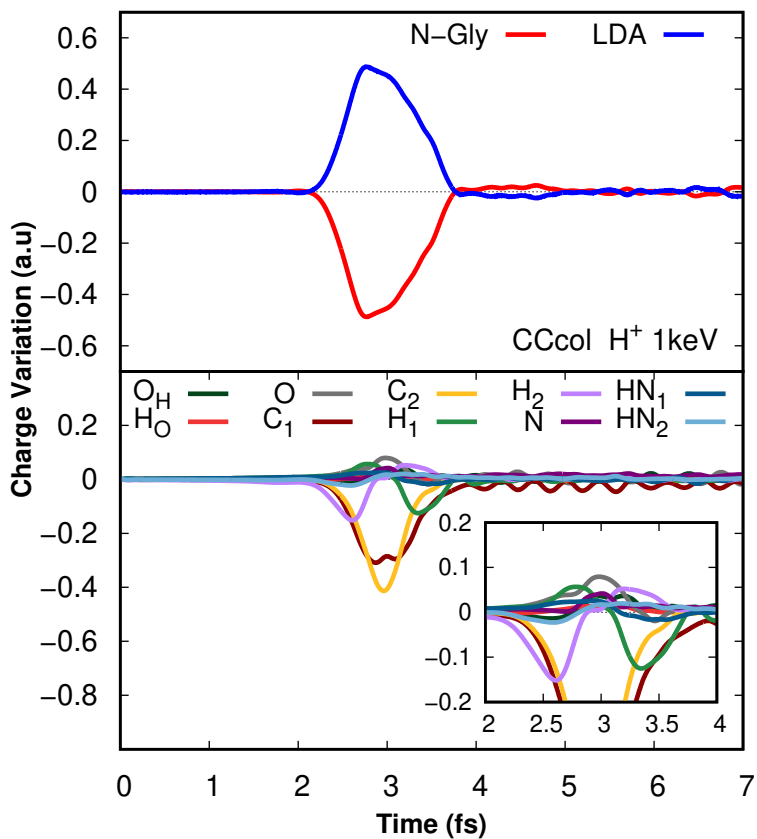 N−Gly LDA
0.6
0.4
0.2
0
−0.2
−0.4
−0.6
CCcol H⁺ 1keV
Charge Variation (a.u)
O_H O C₂ H₂ HN₁
H_O C₁ H₁ N HN₂
0.2
0
−0.2
−0.4
−0.6
−0.8
0.2
0.1
0
−0.1
−0.2
2 2.5 3 3.5 4
0 1 2 3 4 5 6 7
Time (fs)